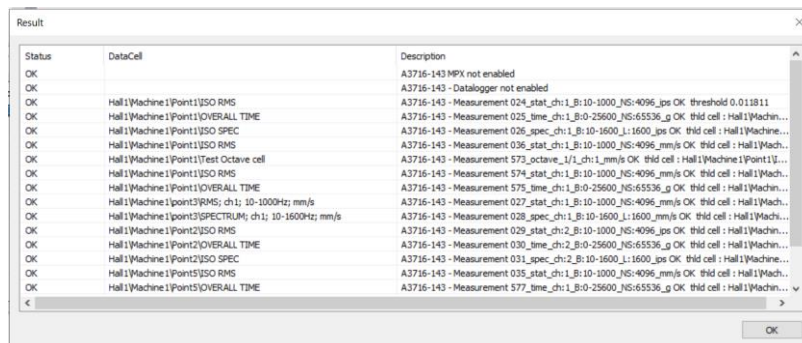 Result
Status DataCell Description
OK A3716-143 MPX not enabled
OK A3716-143 - Datalogger not enabled
OK Hall1\Machine1\Point1\ISO RMS A3716-143 - Measurement 024_stat_ch:1_B:10-1000_NS:4096_ips OK threshold 0.011811
OK Hall1\Machine1\Point1\OVERALL TIME A3716-143 - Measurement 025_time_ch:1_B:0-25600_NS:65536_g OK thld cell : Hall1\Machin...
OK Hall1\Machine1\Point1\ISO SPEC A3716-143 - Measurement 026_spec_ch:1_B:10-1600_L:1600_ips OK thld cell : Hall1\Machine...
OK Hall1\Machine1\Point1\ISO RMS A3716-143 - Measurement 036_stat_ch:1_B:10-1000_NS:4096_mm/s OK thld cell : Hall1\Mach...
OK Hall1\Machine1\Point1\Test Octave cell A3716-143 - Measurement 573_octave_1/1_ch:1_mm/s OK thld cell : Hall1\Machine1\Point1\I...
OK Hall1\Machine1\Point1\ISO RMS A3716-143 - Measurement 574_stat_ch:1_B:10-1000_NS:4096_mm/s OK thld cell : Hall1\Mach...
OK Hall1\Machine1\Point1\OVERALL TIME A3716-143 - Measurement 575_time_ch:1_B:0-25600_NS:65536_g OK thld cell : Hall1\Machin...
OK Hall1\Machine1\point3\RMS; ch1; 10-1000Hz; mm/s A3716-143 - Measurement 027_stat_ch:1_B:10-1000_NS:4096_mm/s OK thld cell : Hall1\Mach...
OK Hall1\Machine1\point3\SPECTRUM; ch1; 10-1600Hz; mm/s A3716-143 - Measurement 028_spec_ch:1_B:10-1600_L:1600_mm/s OK thld cell : Hall1\Machi...
OK Hall1\Machine1\Point2\ISO RMS A3716-143 - Measurement 029_stat_ch:2_B:10-1000_NS:4096_ips OK thld cell : Hall1\Machine...
OK Hall1\Machine1\Point2\OVERALL TIME A3716-143 - Measurement 030_time_ch:2_B:0-25600_NS:65536_g OK thld cell : Hall1\Machin...
OK Hall1\Machine1\Point2\ISO SPEC A3716-143 - Measurement 031_spec_ch:2_B:10-1600_L:1600_ips OK thld cell : Hall1\Machine...
OK Hall1\Machine1\Point5\ISO RMS A3716-143 - Measurement 035_stat_ch:1_B:10-1000_NS:4096_mm/s OK thld cell : Hall1\Mach...
OK Hall1\Machine1\Point5\OVERALL TIME A3716-143 - Measurement 577_time_ch:1_B:0-25600_NS:65536_g OK thld cell : Hall1\Machin...
OK